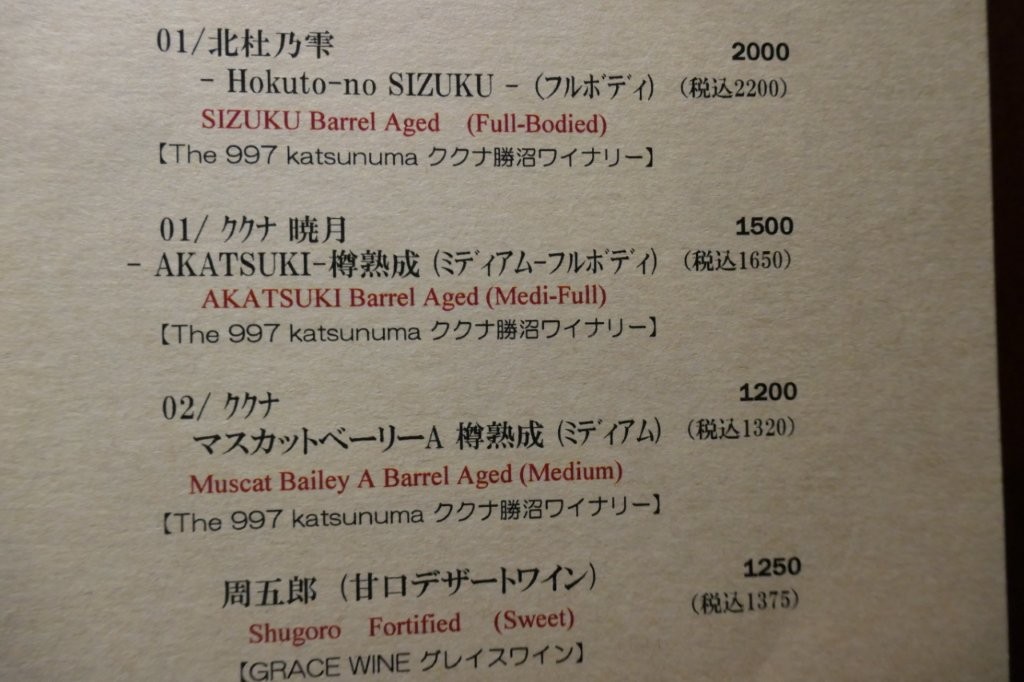 01/北杜乃雫 2000
- Hokuto-no SIZUKU - (フルボディ) (税込2200)
SIZUKU Barrel Aged (Full-Bodied)
【The 997 katsunuma ククナ勝沼ワイナリー】
01/ ククナ 暁月 1500
- AKATSUKI-樽熟成 (ミディアム-フルボディ) (税込1650)
AKATSUKI Barrel Aged (Medi-Full)
【The 997 katsunuma ククナ勝沼ワイナリー】
02/ ククナ 1200
マスカットベーリーA 樽熟成 (ミディアム) (税込1320)
Muscat Bailey A Barrel Aged (Medium)
【The 997 katsunuma ククナ勝沼ワイナリー】
周五郎 (甘口デザートワイン) 1250
(税込1375)
Shugoro Fortified (Sweet)
【GRACE WINE グレイスワイン】